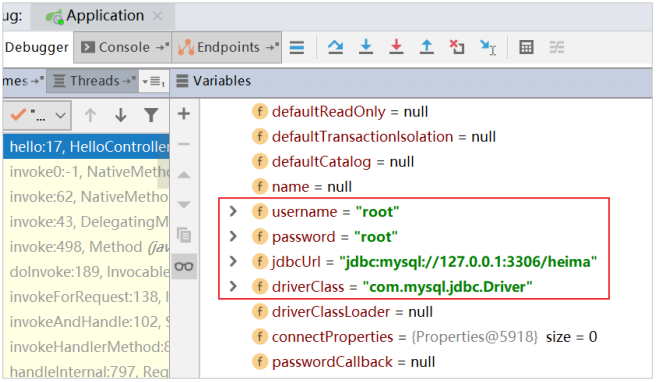 ug: Application
Debugger Console Endpoints
mes Threads Variables
"...
hello:17, HelloController
invoke0:-1, NativeMetho
invoke:62, NativeMetho
invoke:43, DelegatingM
invoke:498, Method (jav
doInvoke:189, Invocable
invokeForRequest:138, I
invokeAndHandle:102, S
invokeHandlerMethod:8
handleInternal:797, Req
f defaultReadOnly = null
f defaultTransactionIsolation = null
f defaultCatalog = null
f name = null
f username = "root"
f password = "root"
f jdbcUrl = "jdbc:mysql://127.0.0.1:3306/heima"
f driverClass = "com.mysql.jdbc.Driver"
f driverClassLoader = null
f connectProperties = {Properties@5918} size = 0
f passwordCallback = null